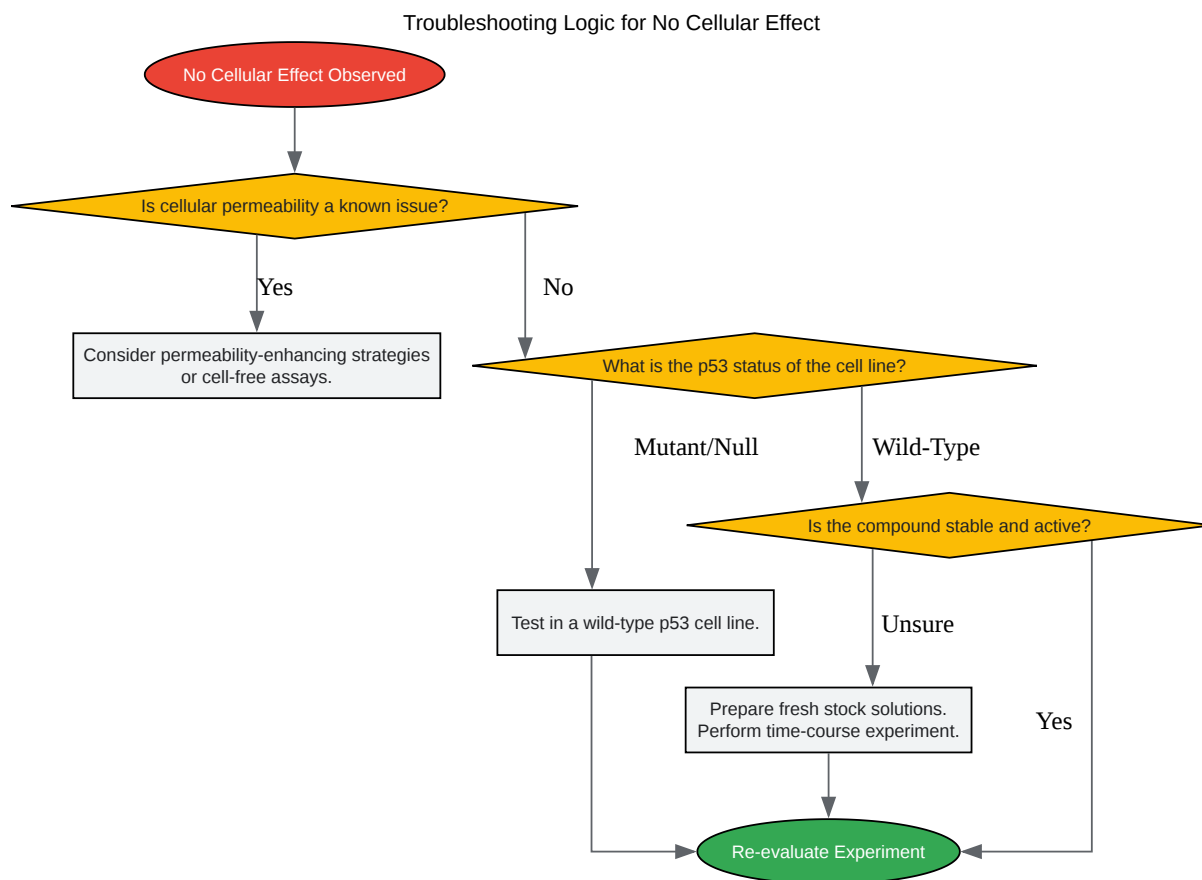 Troubleshooting Logic for No Cellular Effect
No Cellular Effect Observed
Is cellular permeability a known issue?
Yes
No
Consider permeability-enhancing strategies
or cell-free assays.
What is the p53 status of the cell line?
Mutant/Null
Wild-Type
Is the compound stable and active?
Test in a wild-type p53 cell line.
Unsure
Prepare fresh stock solutions.
Perform time-course experiment.
Yes
Re-evaluate Experiment